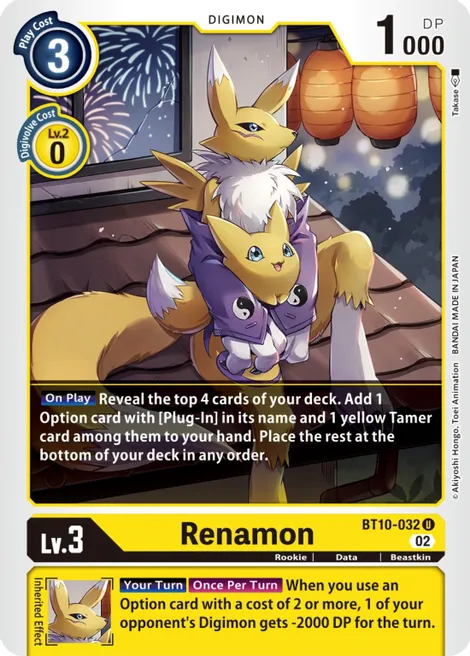 DIGIMON
Play Cost
3
DP
1000
Digivolve Cost
Lv.2
0
Takase
On Play Reveal the top 4 cards of your deck. Add 1
Option card with [Plug-In] in its name and 1 yellow Tamer
card among them to your hand. Place the rest at the
bottom of your deck in any order.
© Akiyoshi Hongo, Toei Animation BANDAI MADE IN JAPAN
Lv.3
Renamon
BT10-032 U
02
Rookie | Data | Beastkin
Inherited Effect
Your Turn Once Per Turn When you use an
Option card with a cost of 2 or more, 1 of your
opponent's Digimon gets -2000 DP for the turn.